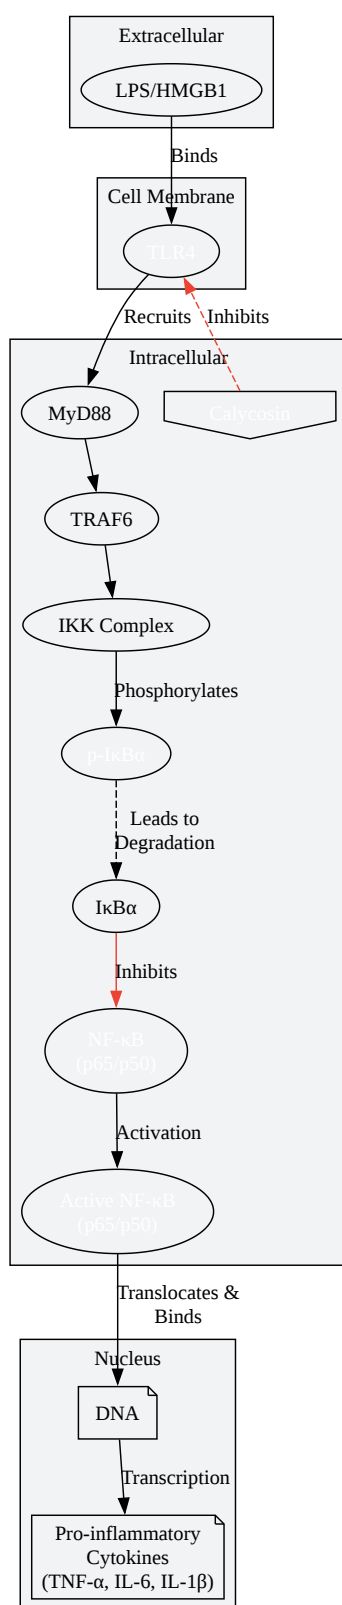 Extracellular
LPS/HMGB1
Binds
Cell Membrane
TLR4
Recruits
Inhibits
Intracellular
MyD88
Calycosin
TRAF6
IKK Complex
Phosphorylates
p-IκBα
Leads to
Degradation
IκBα
Inhibits
NF-κB
(p65/p50)
Activation
Active NF-κB
(p65/p50)
Translocates &
Binds
Nucleus
DNA
Transcription
Pro-inflammatory
Cytokines
(TNF-α, IL-6, IL-1β)